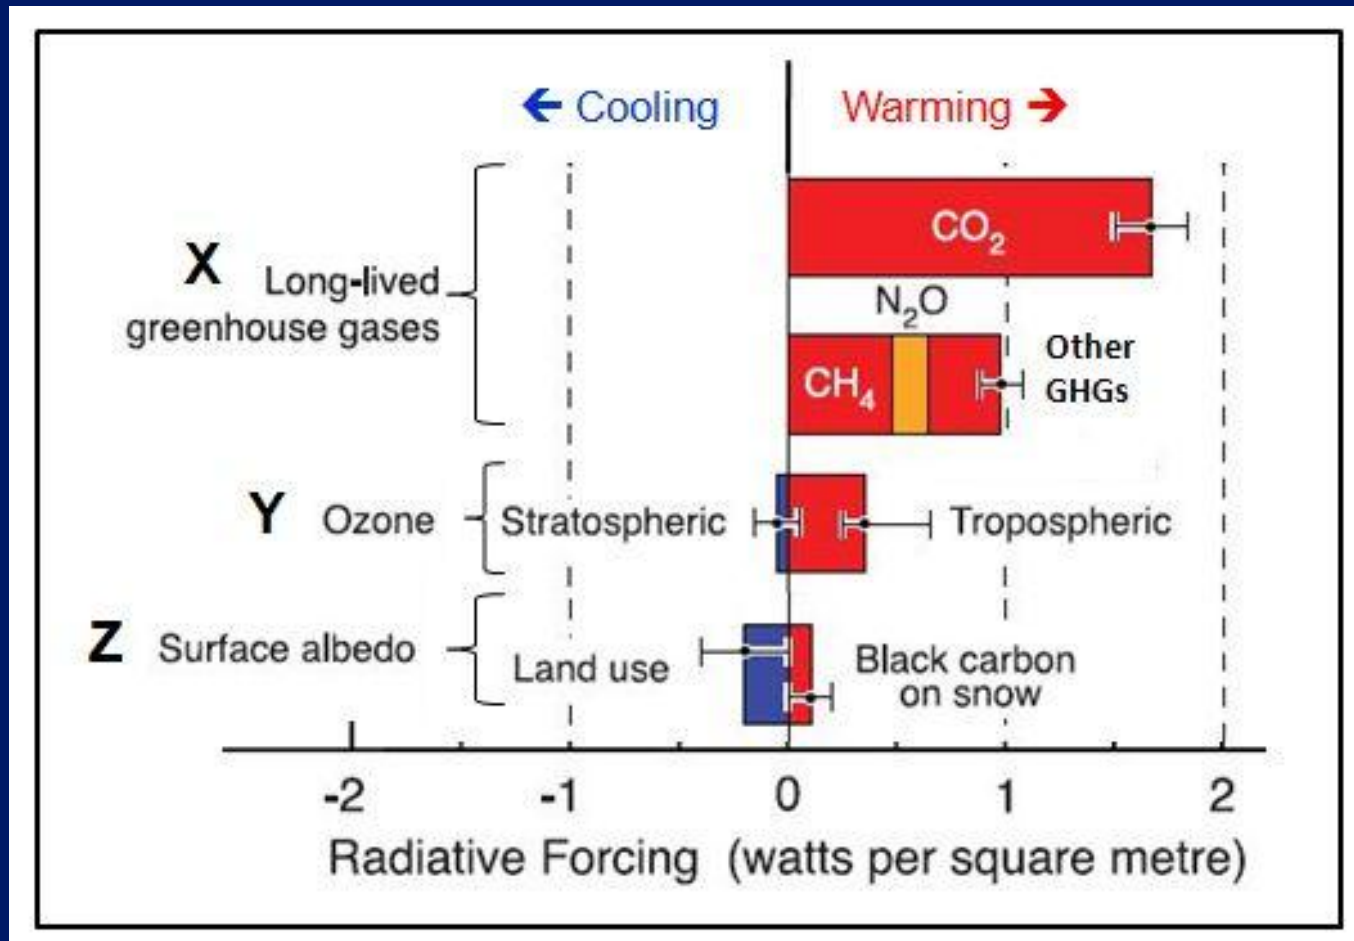 ← Cooling
Warming →
CO₂
X Long-lived
greenhouse gases
N₂O
CH₄
Other
GHGs
Y Ozone
Stratospheric
Tropospheric
Z Surface albedo
Land use
Black carbon
on snow
-2 -1 0 1 2
Radiative Forcing (watts per square metre)